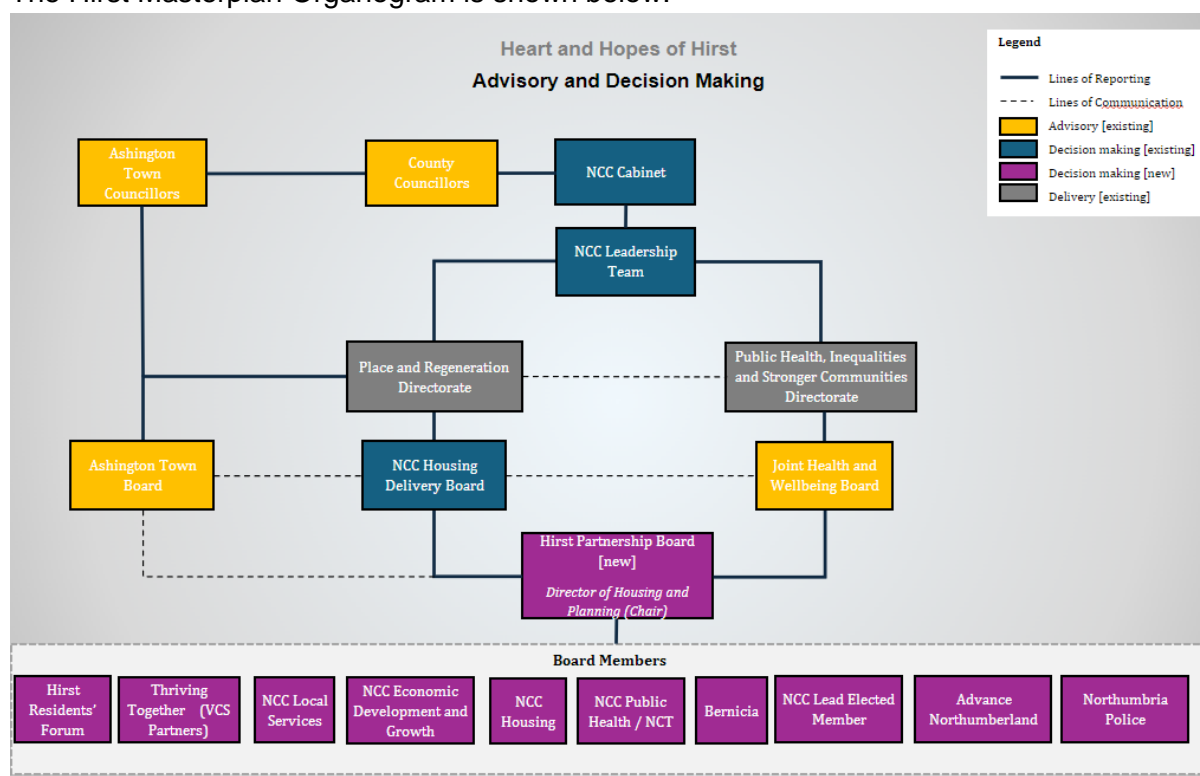 The Hirst Masterplan Organogram is shown below:
Heart and Hopes of Hirst
Advisory and Decision Making
Legend
Lines of Reporting
Lines of Communication
Advisory [existing]
Decision making [existing]
Decision making [new]
Delivery [existing]
Ashington
Town
Councillors
County
Councillors
NCC Cabinet
NCC Leadership
Team
Place and Regeneration
Directorate
Public Health, Inequalities
and Stronger Communities
Directorate
Ashington Town
Board
NCC Housing
Delivery Board
Joint Health and
Wellbeing Board
Hirst Partnership Board
[new]
Director of Housing and
Planning (Chair)
Board Members
Hirst
Residents’
Forum
Thriving
Together (VCS
Partners)
NCC Local
Services
NCC Economic
Development and
Growth
NCC
Housing
NCC Public
Health / NCT
Bernicia
NCC Lead Elected
Member
Advance
Northumberland
Northumbria
Police